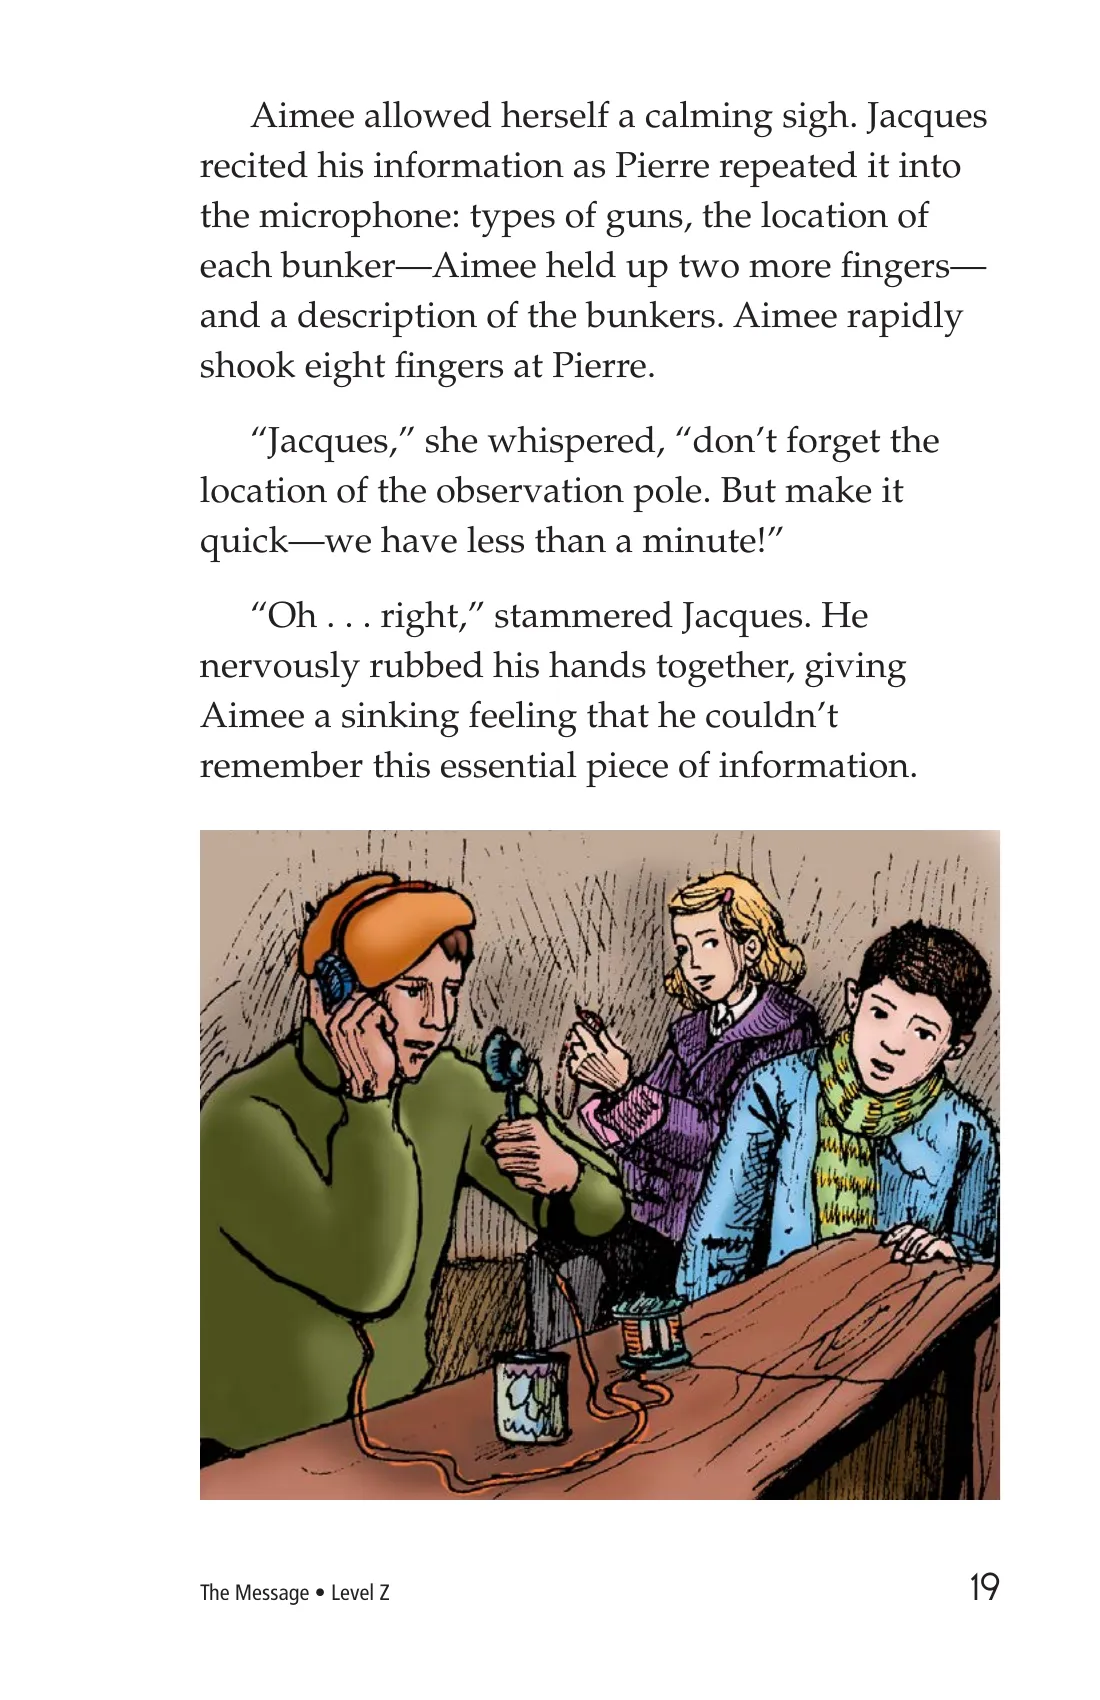 Aimee allowed herself a calming sigh. Jacques
recited his information as Pierre repeated it into
the microphone: types of guns, the location of
each bunker—Aimee held up two more fingers—
and a description of the bunkers. Aimee rapidly
shook eight fingers at Pierre.
“Jacques,” she whispered, “don’t forget the
location of the observation pole. But make it
quick—we have less than a minute!”
“Oh . . . right,” stammered Jacques. He
nervously rubbed his hands together, giving
Aimee a sinking feeling that he couldn’t
remember this essential piece of information.
The Message • Level Z
19